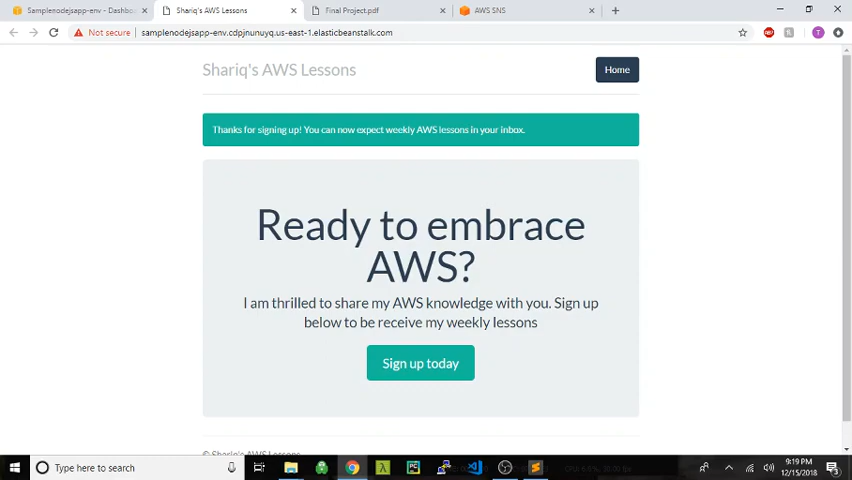 Samplenodejsapp-env - Dashbo
Shariq's AWS Lessons
Final Project.pdf
AWS SNS
Not secure
samplenodejsapp-env.cdpjnunuyq.us-east-1.elasticbeanstalk.com
Shariq's AWS Lessons
Home
Thanks for signing up! You can now expect weekly AWS lessons in your inbox.
Ready to embrace
AWS?
I am thrilled to share my AWS knowledge with you. Sign up
below to be receive my weekly lessons
Sign up today
© Shariq's AWS Lessons
Type here to search
9:19 PM
12/15/2018